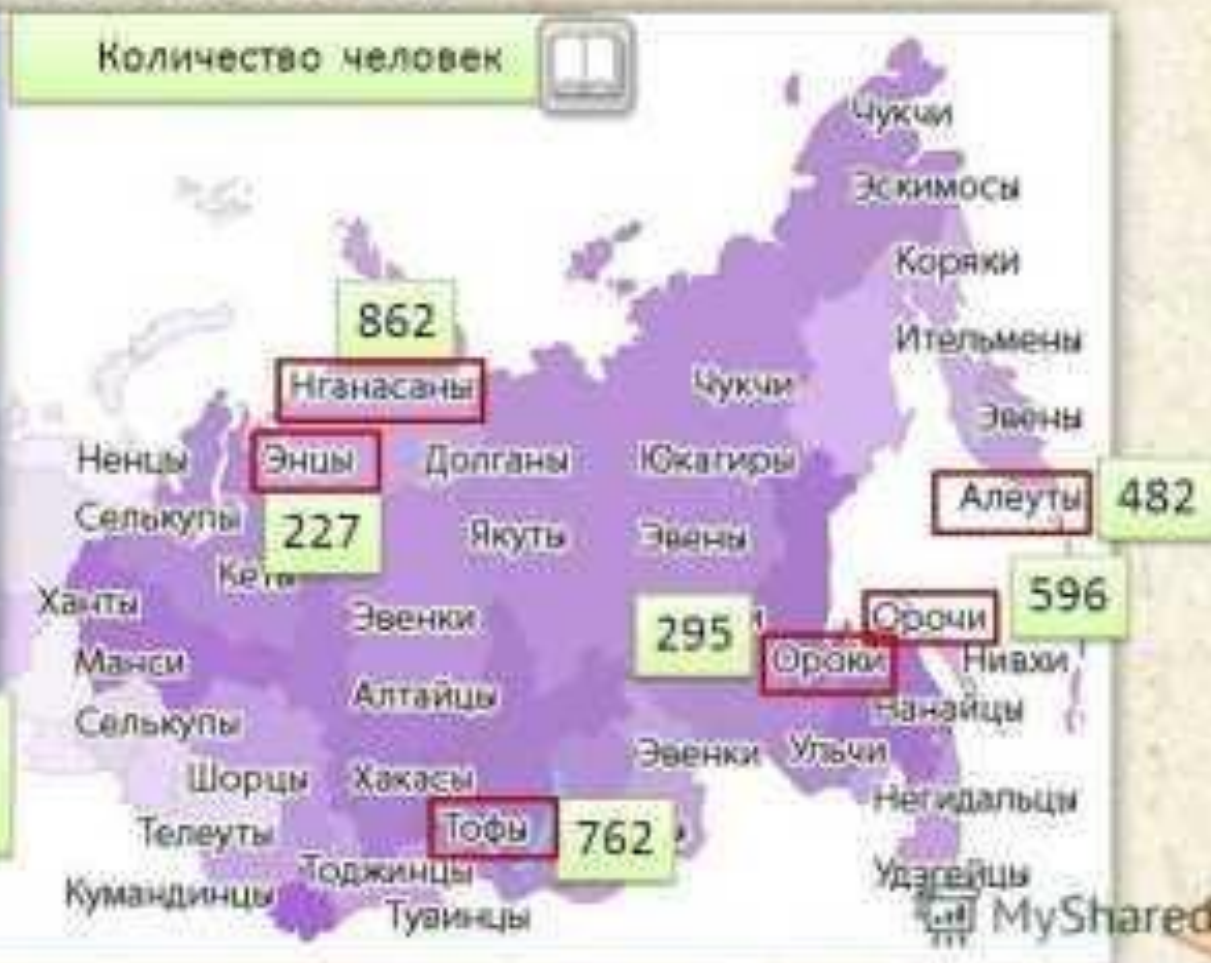 Количество человек
Чукчи
Эскимосы
Коряки
862
Ительмены
Нганасаны
Чукчи
Эвены
Ненцы
Энцы
Долганы
Юкагиры
Алеуты
482
Селькупы
227
Якуты
Эвены
Ханты
Эвенки
295
Орочи
596
Манси
Ороки
Нивхи
Алтайцы
Нанайцы
Селькупы
Эвенки
Ульчи
Шорцы
Хакасы
Негидальцы
Телеуты
Тофы
762
Тоджинцы
Удэгейцы
Кумандинцы
Тувинцы
MyShared